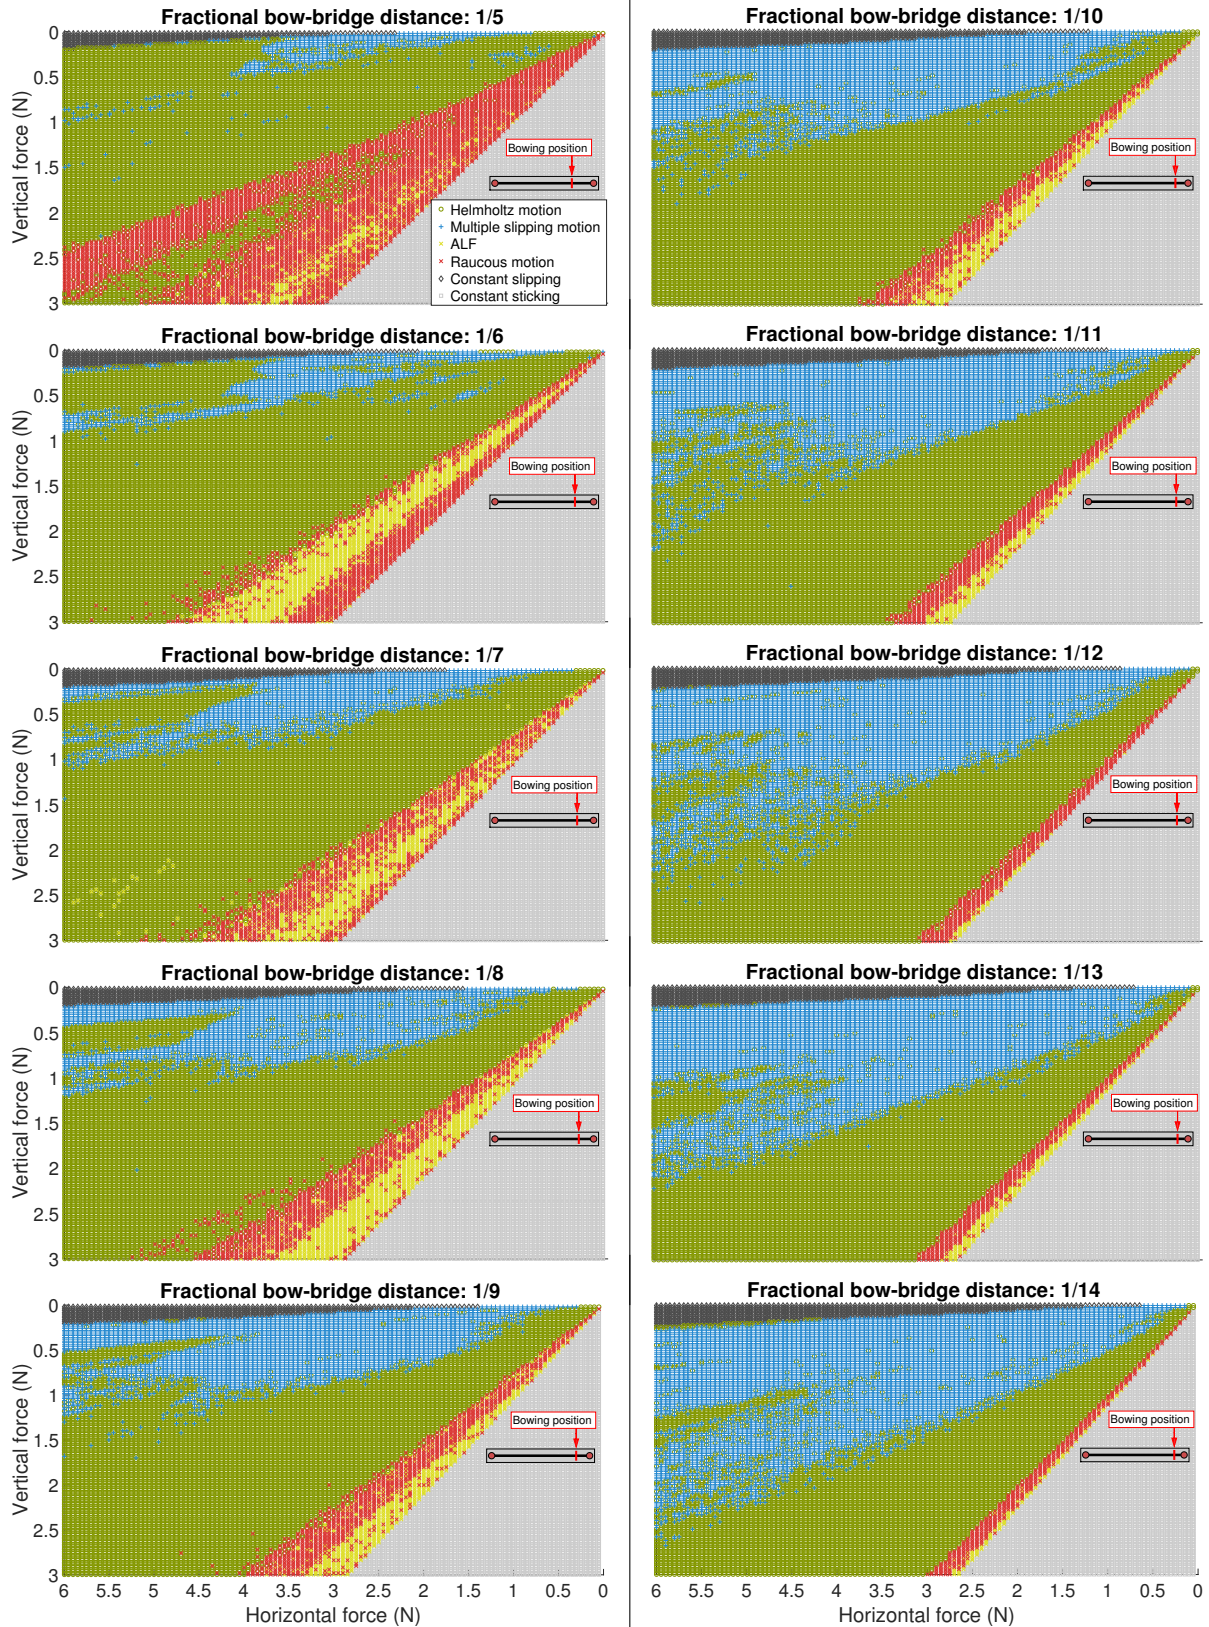 Fractional bow-bridge distance: 1/5
0
0.5
1
1.5
2
2.5
3
Vertical force (N)
Bowing position
Helmholtz motion
Multiple slipping motion
ALF
Raucous motion
Constant slipping
Constant sticking
Fractional bow-bridge distance: 1/6
0
0.5
1
1.5
2
2.5
3
Vertical force (N)
Bowing position
Fractional bow-bridge distance: 1/7
0
0.5
1
1.5
2
2.5
3
Vertical force (N)
Bowing position
Fractional bow-bridge distance: 1/8
0
0.5
1
1.5
2
2.5
3
Vertical force (N)
Bowing position
Fractional bow-bridge distance: 1/9
0
0.5
1
1.5
2
2.5
3
Vertical force (N)
Bowing position
6 5.5 5 4.5 4 3.5 3 2.5 2 1.5 1 0.5 0
Horizontal force (N)
Fractional bow-bridge distance: 1/10
Bowing position
Fractional bow-bridge distance: 1/11
Bowing position
Fractional bow-bridge distance: 1/12
Bowing position
Fractional bow-bridge distance: 1/13
Bowing position
Fractional bow-bridge distance: 1/14
Bowing position
6 5.5 5 4.5 4 3.5 3 2.5 2 1.5 1 0.5 0
Horizontal force (N)